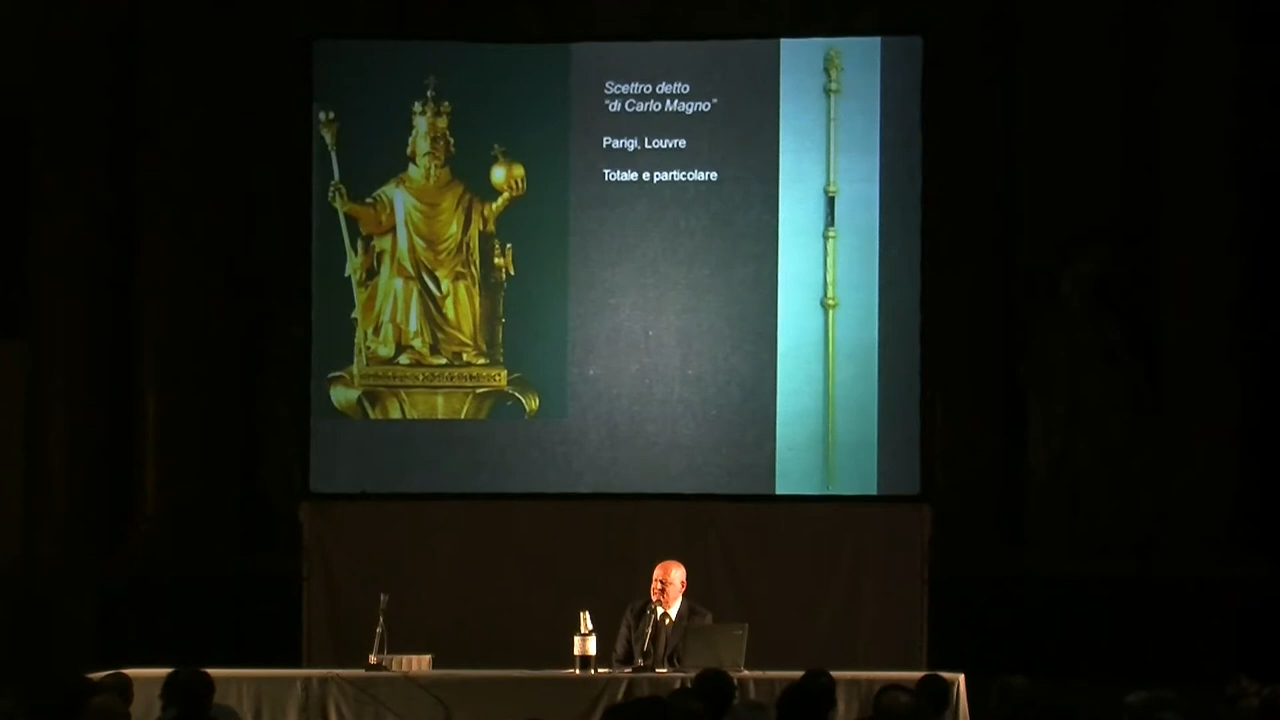 Scettro detto
"di Carlo Magno"
Parigi, Louvre
Totale e particolare